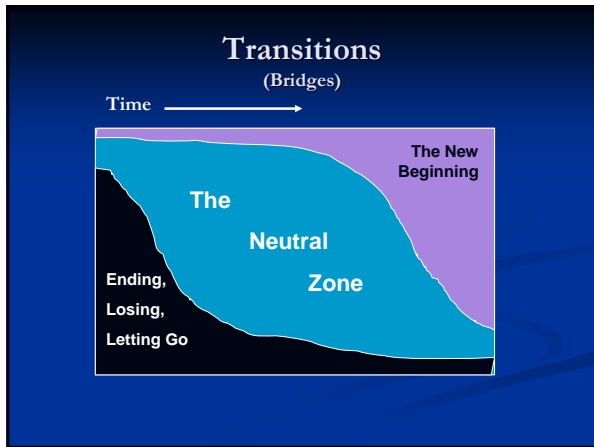 Transitions
(Bridges)
Time
The New
Beginning
The
Neutral
Zone
Ending,
Losing,
Letting Go